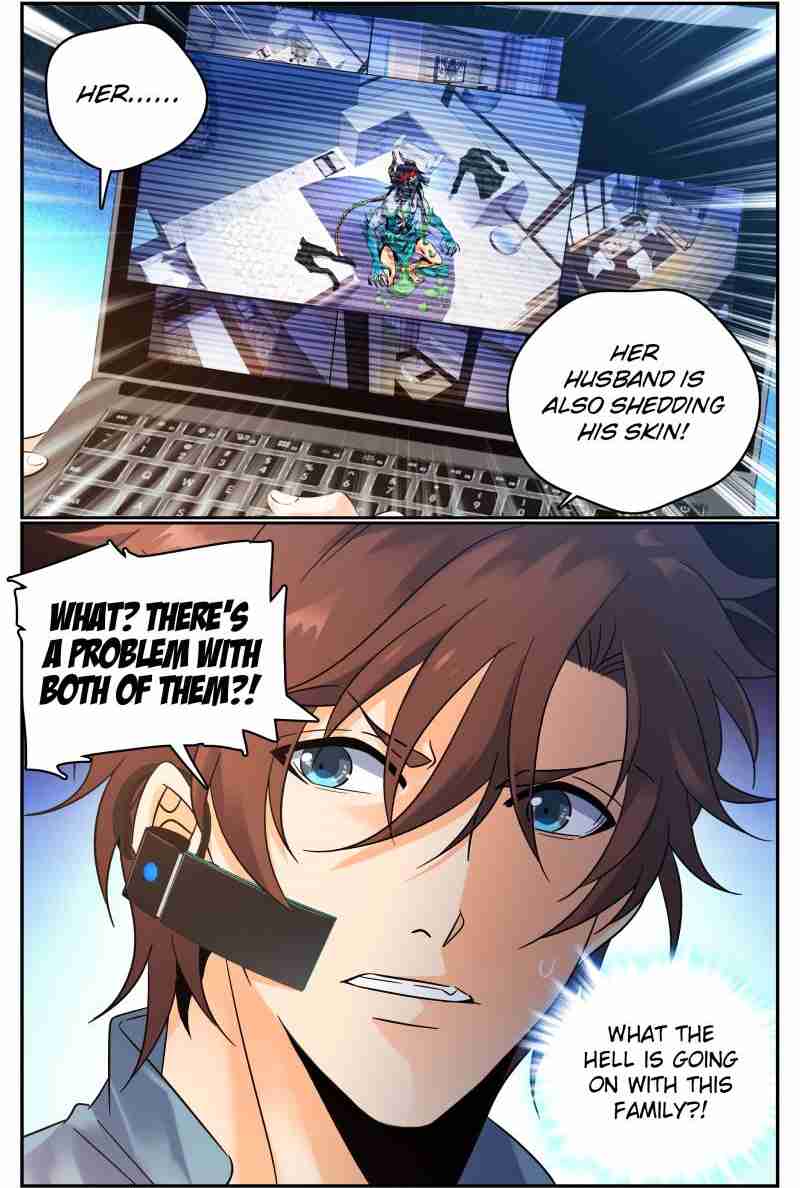 HER......
HER
HUSBAND IS
ALSO SHEDDING
HIS SKIN!
WHAT? THERE'S
A PROBLEM WITH
BOTH OF THEM?!
WHAT THE
HELL IS GOING
ON WITH THIS
FAMILY?!